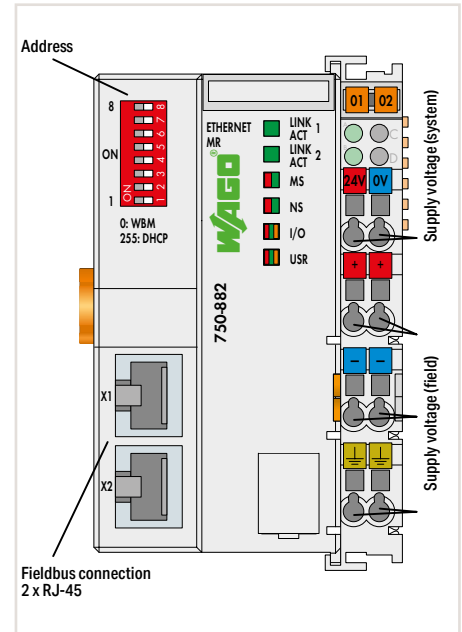 Address
8
ON
1
ON
1 2 3 4 5 6 7 8
0: WBM
255: DHCP
ETHERNET
MR
WAGO
750-882
LINK 1
ACT
LINK 2
ACT
MS
NS
I/O
USR
01 02
C
D
24V 0V
+ +
− −
Supply voltage (system)
Supply voltage (field)
X1
X2
Fieldbus connection
2 x RJ-45